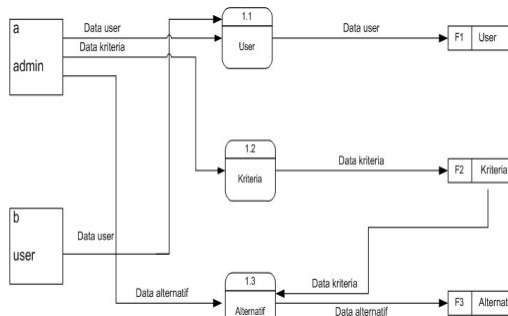 a
admin
Data user
Data kriteria
1.1
User
Data user
F1 User
1.2
Kriteria
Data kriteria
F2 Kriteria
b
user
Data user
Data alternatif
1.3
Alternatif
Data kriteria
Data alternatif
F3 Alternatif